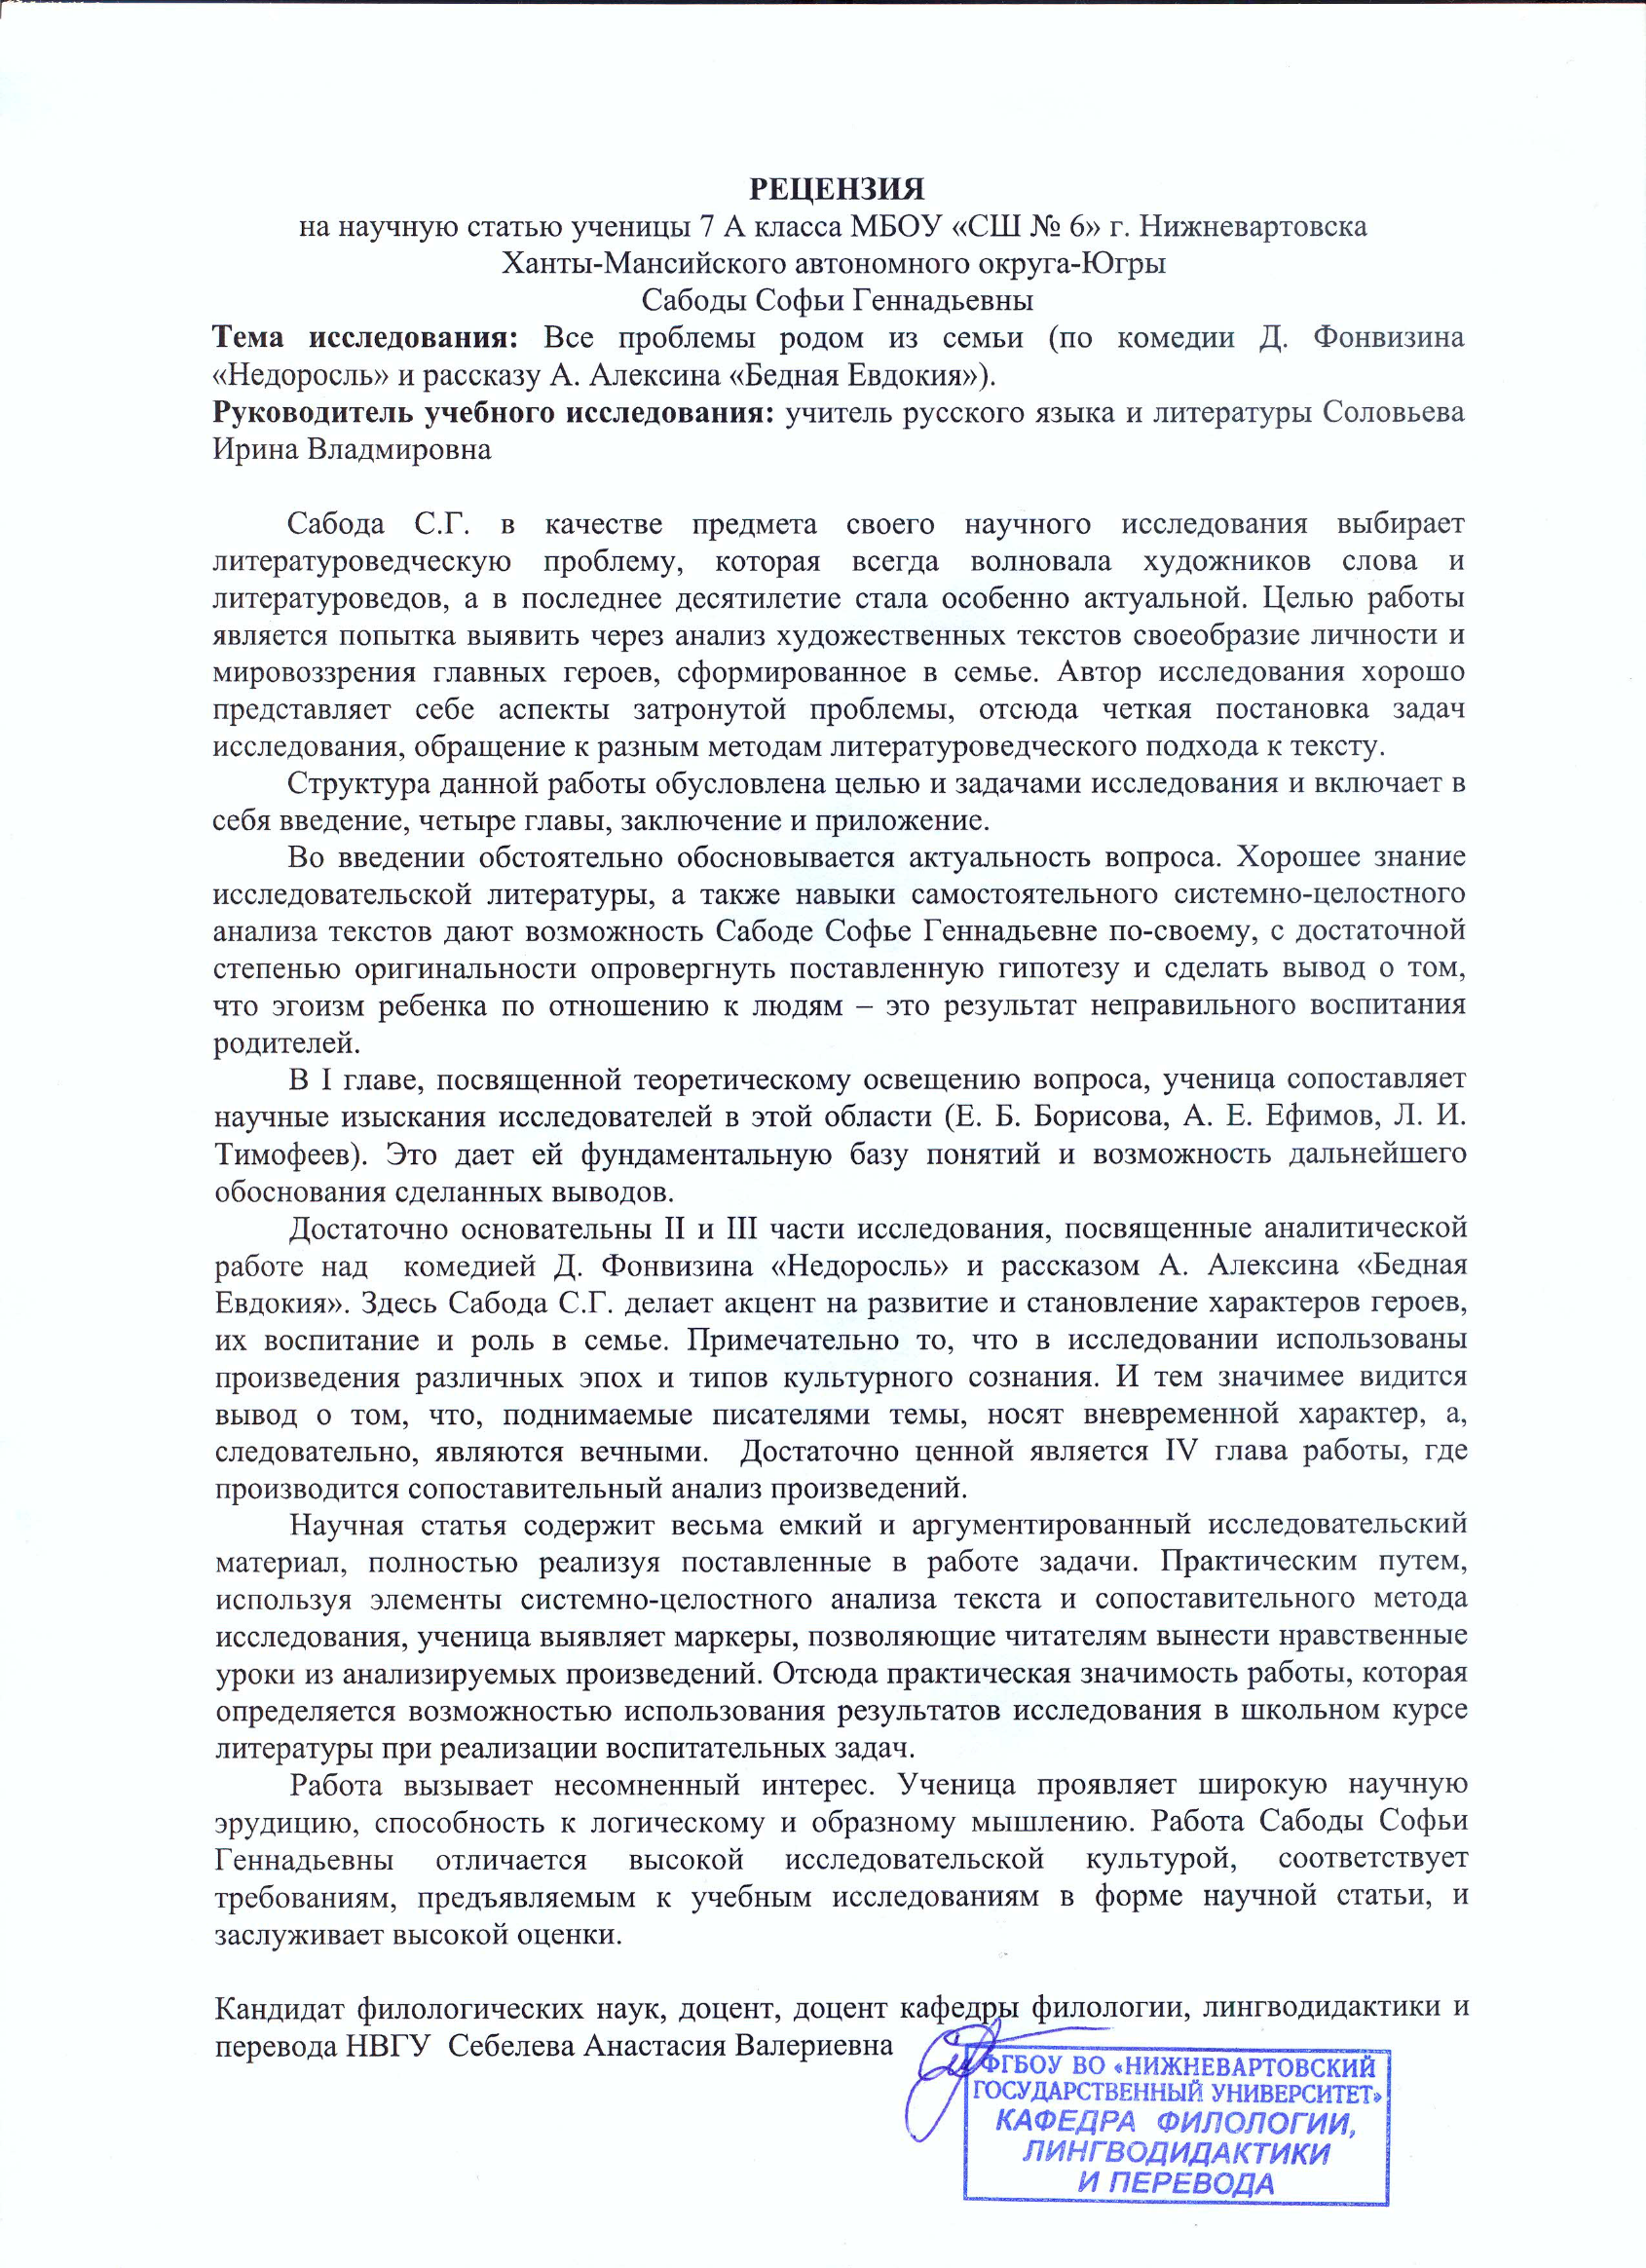 РЕЦЕНЗИЯ
на научную статью ученицы 7 А класса МБОУ «СШ № 6» г. Нижневартовска
Ханты-Мансийского автономного округа-Югры
Сабоды Софьи Геннадьевны
Тема исследования: Все проблемы родом из семьи (по комедии Д. Фонвизина
«Недоросль» и рассказу А. Алексина «Бедная Евдокия»).
Руководитель учебного исследования: учитель русского языка и литературы Соловьева
Ирина Владмировна
Сабода С.Г. в качестве предмета своего научного исследования выбирает
литературоведческую проблему, которая всегда волновала художников слова и
литературоведов, а в последнее десятилетие стала особенно актуальной. Целью работы
является попытка выявить через анализ художественных текстов своеобразие личности и
мировоззрения главных героев, сформированное в семье. Автор исследования хорошо
представляет себе аспекты затронутой проблемы, отсюда четкая постановка задач
исследования, обращение к разным методам литературоведческого подхода к тексту.
Структура данной работы обусловлена целью и задачами исследования и включает в
себя введение, четыре главы, заключение и приложение.
Во введении обстоятельно обосновывается актуальность вопроса. Хорошее знание
исследовательской литературы, а также навыки самостоятельного системно-целостного
анализа текстов дают возможность Сабоде Софье Геннадьевне по-своему, с достаточной
степенью оригинальности опровергнуть поставленную гипотезу и сделать вывод о том,
что эгоизм ребенка по отношению к людям – это результат неправильного воспитания
родителей.
В I главе, посвященной теоретическому освещению вопроса, ученица сопоставляет
научные изыскания исследователей в этой области (Е. Б. Борисова, А. Е. Ефимов, Л. И.
Тимофеев). Это дает ей фундаментальную базу понятий и возможность дальнейшего
обоснования сделанных выводов.
Достаточно основательны II и III части исследования, посвященные аналитической
работе над комедией Д. Фонвизина «Недоросль» и рассказом А. Алексина «Бедная
Евдокия». Здесь Сабода С.Г. делает акцент на развитие и становление характеров героев,
их воспитание и роль в семье. Примечательно то, что в исследовании использованы
произведения различных эпох и типов культурного сознания. И тем значимее видится
вывод о том, что, поднимаемые писателями темы, носят вневременной характер, а,
следовательно, являются вечными. Достаточно ценной является IV глава работы, где
производится сопоставительный анализ произведений.
Научная статья содержит весьма емкий и аргументированный исследовательский
материал, полностью реализуя поставленные в работе задачи. Практическим путем,
используя элементы системно-целостного анализа текста и сопоставительного метода
исследования, ученица выявляет маркеры, позволяющие читателям вынести нравственные
уроки из анализируемых произведений. Отсюда практическая значимость работы, которая
определяется возможностью использования результатов исследования в школьном курсе
литературы при реализации воспитательных задач.
Работа вызывает несомненный интерес. Ученица проявляет широкую научную
эрудицию, способность к логическому и образному мышлению. Работа Сабоды Софьи
Геннадьевны отличается высокой исследовательской культурой, соответствует
требованиям, предъявляемым к учебным исследованиям в форме научной статьи, и
заслуживает высокой оценки.
Кандидат филологических наук, доцент, доцент кафедры филологии, лингводидактики и
перевода НВГУ Себелева Анастасия Валериевна
ФГБОУ ВО «НИЖНЕВАРТОВСКИЙ
ГОСУДАРСТВЕННЫЙ УНИВЕРСИТЕТ»
КАФЕДРА ФИЛОЛОГИИ,
ЛИНГВОДИДАКТИКИ
И ПЕРЕВОДА